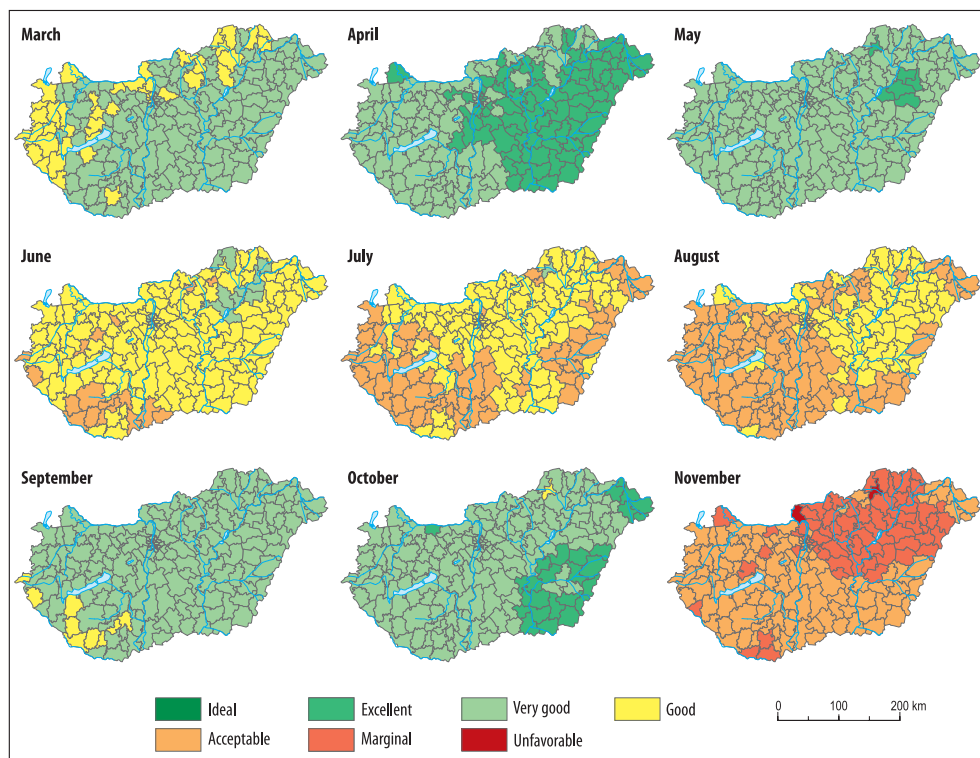 March
April
May
June
July
August
September
October
November
Ideal
Excellent
Very good
Good
Acceptable
Marginal
Unfavorable
0 100 200 km